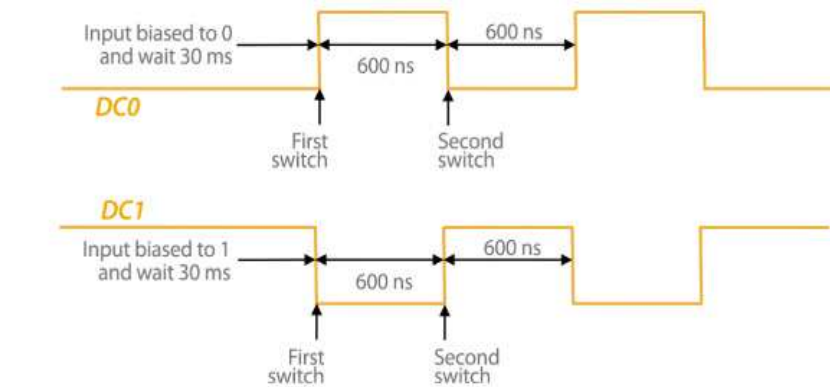 Input biased to 0
and wait 30 ms
600 ns
600 ns
DC0
First
switch
Second
switch
DC1
Input biased to 1
and wait 30 ms
600 ns
600 ns
First
switch
Second
switch